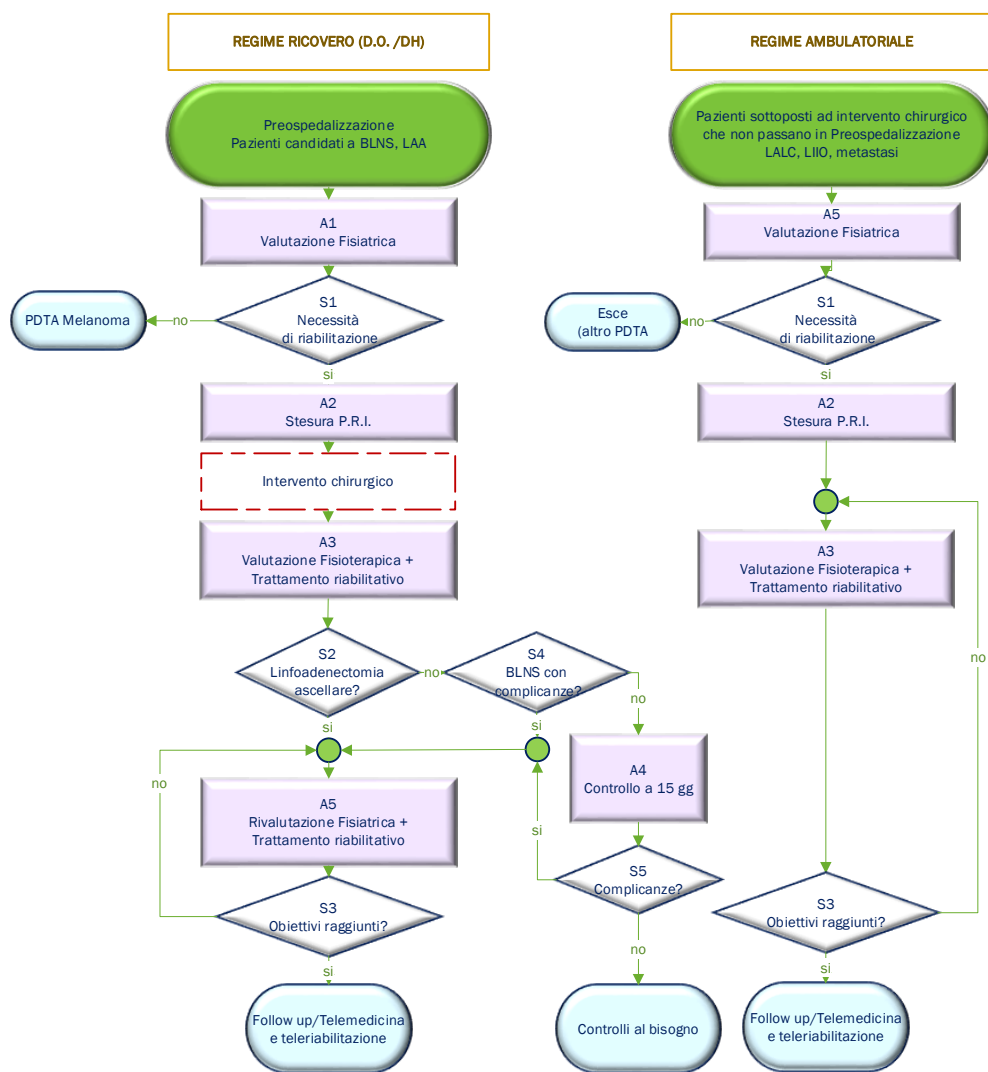 REGIME RICOVERO (D.O. /DH)
Preospedalizzazione
Pazienti candidati a BLNS, LAA
A1
Valutazione Fisiatrica
S1
Necessità
di riabilitazione
no
PDTA Melanoma
si
A2
Stesura P.R.I.
Intervento chirurgico
A3
Valutazione Fisioterapica +
Trattamento riabilitativo
S2
Linfoadenectomia
ascellare?
no
S4
BLNS con
complicanze?
no
si
si
no
A4
Controllo a 15 gg
A5
Rivalutazione Fisiatrica +
Trattamento riabilitativo
si
S5
Complicanze?
S3
Obiettivi raggiunti?
no
si
Follow up/Telemedicina
e teleriabilitazione
Controlli al bisogno
REGIME AMBULATORIALE
Pazienti sottoposti ad intervento chirurgico
che non passano in Preospedalizzazione
LALC, LIIO, metastasi
A5
Valutazione Fisiatrica
S1
Necessità
di riabilitazione
no
Esce
(altro PDTA
si
A2
Stesura P.R.I.
A3
Valutazione Fisioterapica +
Trattamento riabilitativo
no
S3
Obiettivi raggiunti?
si
Follow up/Telemedicina
e teleriabilitazione